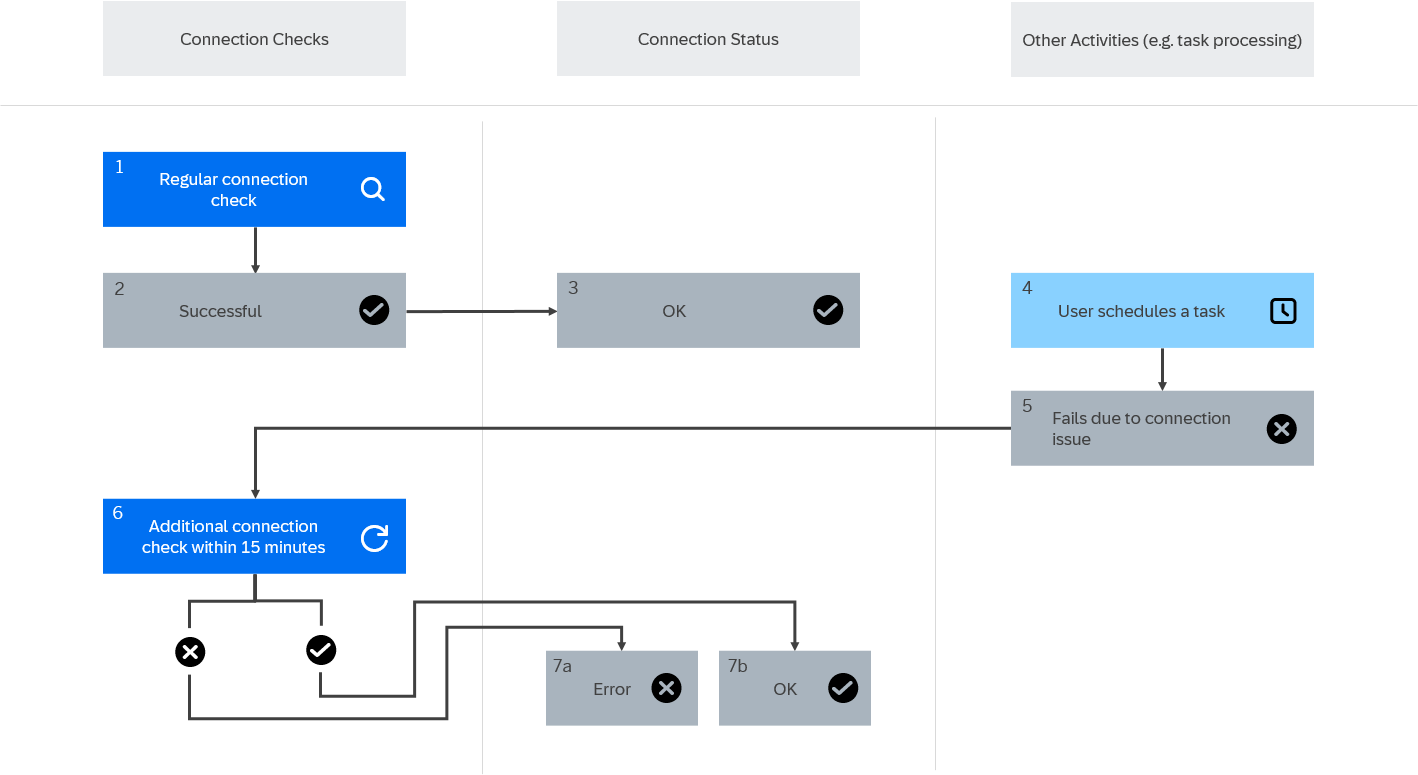 Connection Checks
Connection Status
Other Activities (e.g. task processing)
1
Regular connection
check
2
Successful
3
OK
4
User schedules a task
5
Fails due to connection
issue
6
Additional connection
check within 15 minutes
7a
Error
7b
OK